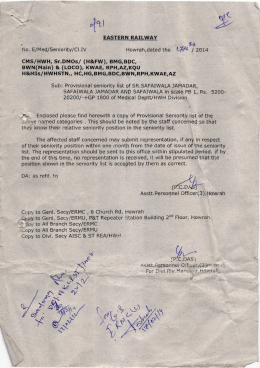 EASTERN RAILWAY
No. E/Med/Seniority/Cl.IV Howrah,dated the / 2014
CMS/HWH, Sr.DMOs/ (H&FW), BMG,BDC,
BWN(Main) & (LOCO), KWAE, RPH,AZ,KQU
H&MIs/HWHSTN., HC,HG,BMG,BDC,BWN,RPH,KWAE,AZ
Sub: Provisional seniority list of SR.SAFAIWALA JAMADAR,
SAFAIWALA JAMADAR AND SAFAIWALA in scale PB I, Rs. 5200-
20200/-+GP 1800 of Medical Deptt/HWH Division
Enclosed please find herewith a copy of Provisional Seniority list of the
above named categories . This should be noted by the staff concerned so that
they know their relative seniority position in the seniority list.
The affected staff concerned may submit representation, if any in respect
of their seniority position within one month from the date of issue of seniority
list. The representation should be sent to this office within stipulated period. If by
the end of this time, no representation is received, it will be presumed that the
position shown in the seniority list is accepted by them as correct.
DA: as refd. to
(P.C.DAS)
Asstt.Personnel Officer(I),Howrah
Copy to Genl. Secy/ERMC , 6 Church Rd, Howrah
Copy to Genl. Secy/ERMU, P&T Repeater Station Building 2nd Floor, Howrah.
Copy to All Branch Secy/ERMC
Copy to All Branch Secy/ERMU
Copy to Div. Secy AISC & ST REA/HWH
(P.C.DAS)
Asstt.Personnel Officer(I),Howrah
For Div.Rly Manager,Howrah